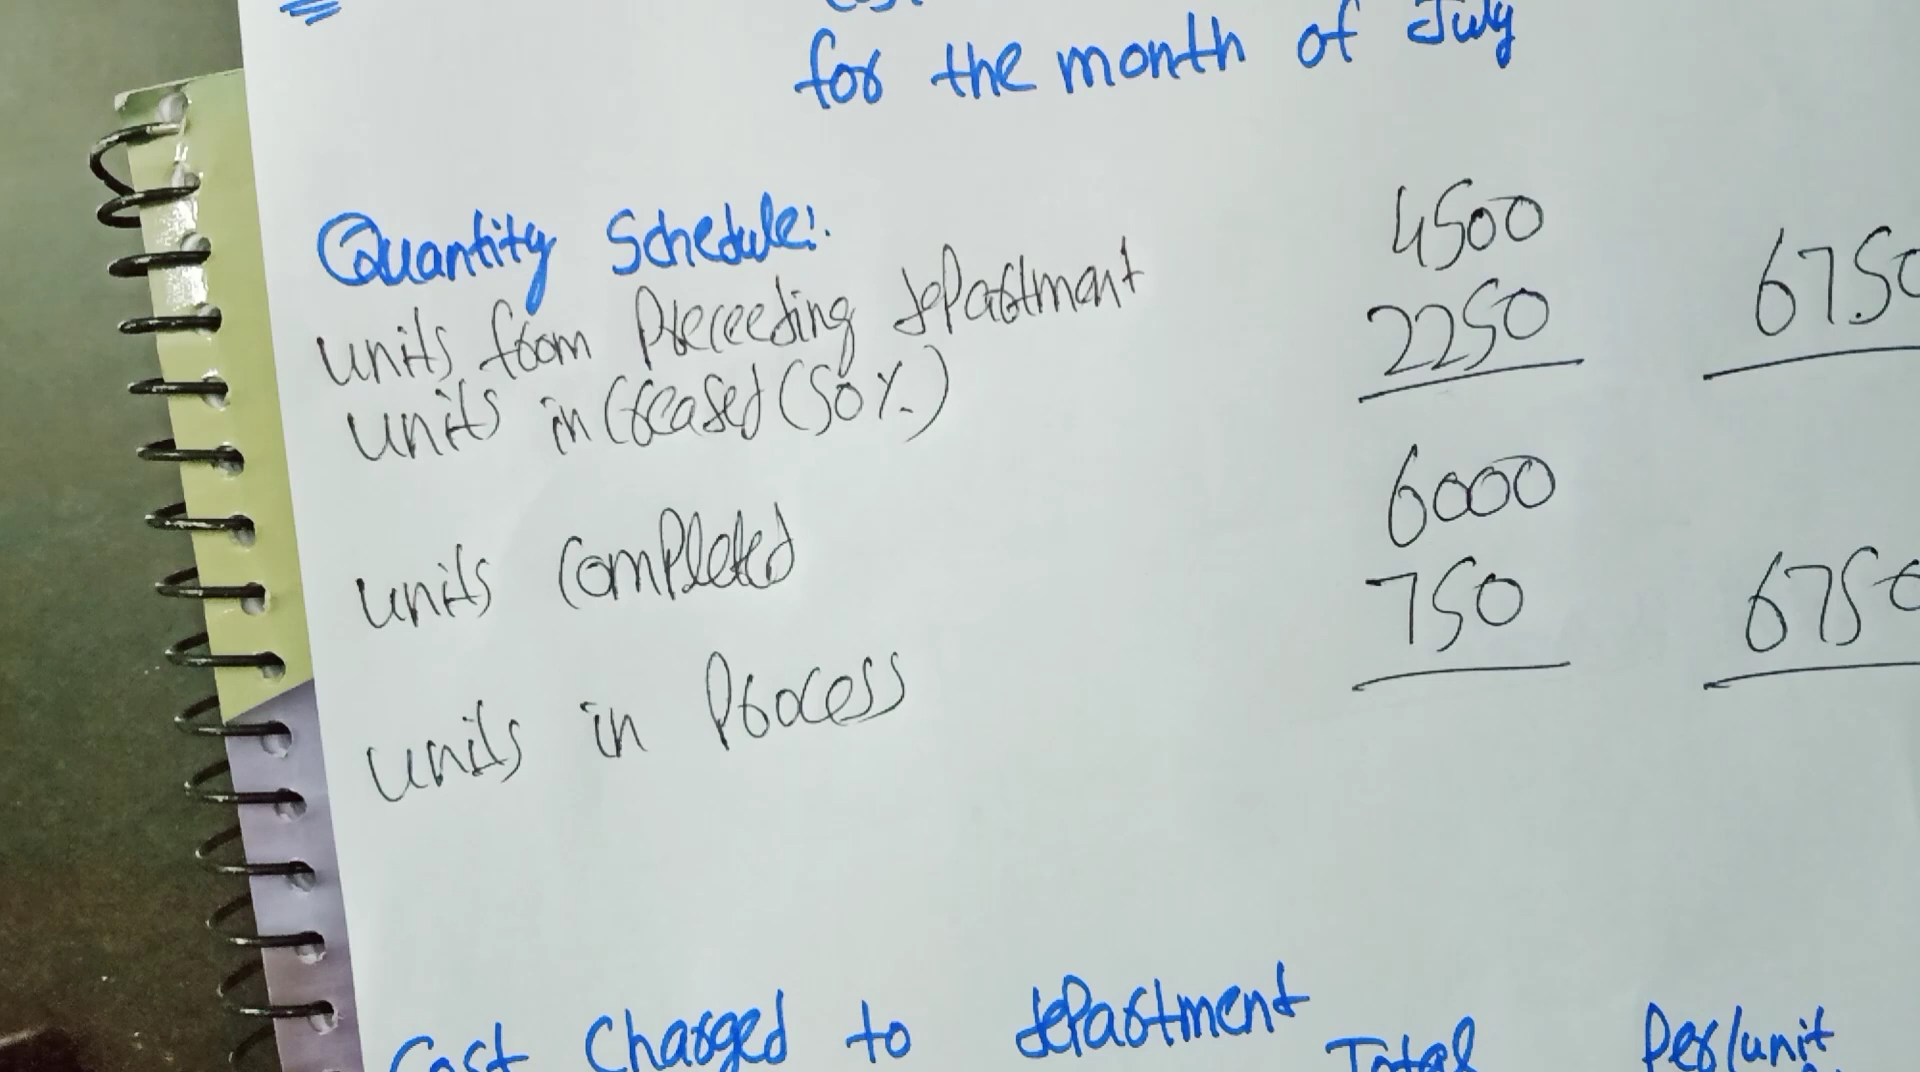 for the month of July
Quantity Schedule:
units from Preceeding department 4500
units increased (50%) 2250 6750
units completed 6000
units in Process 750 6750
Cost charged to department Total Per/unit